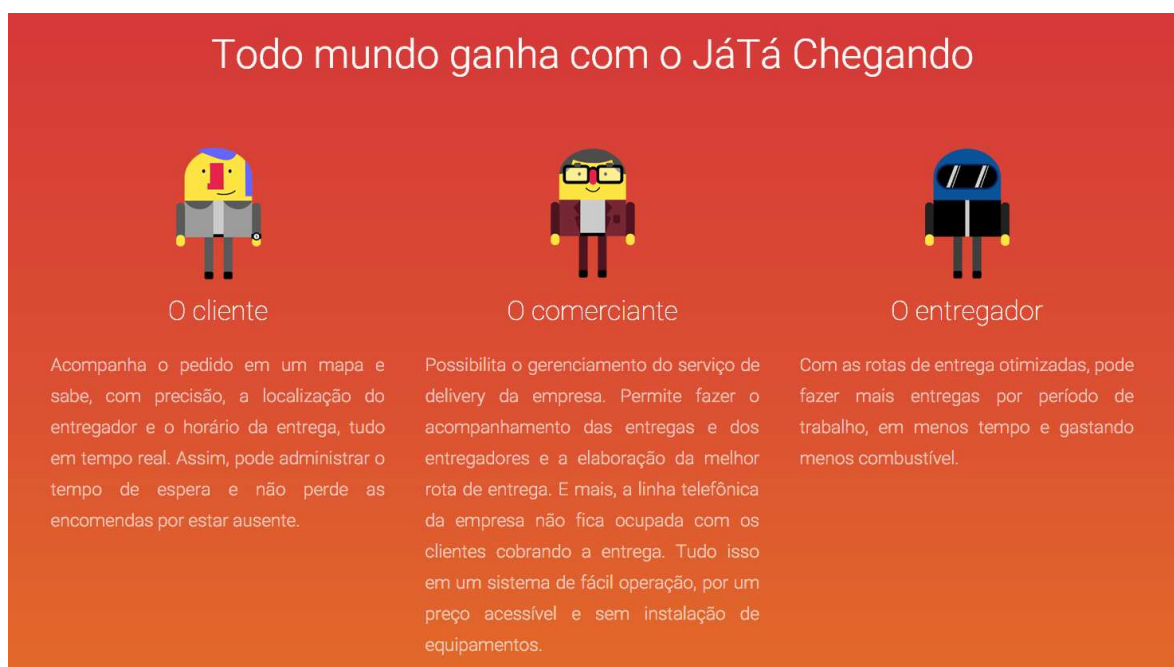 Todo mundo ganha com o JáTá Chegando
O cliente
Acompanha o pedido em um mapa e
sabe, com precisão, a localização do
entregador e o horário da entrega, tudo
em tempo real. Assim, pode administrar o
tempo de espera e não perde as
encomendas por estar ausente.
O comerciante
Possibilita o gerenciamento do serviço de
delivery da empresa. Permite fazer o
acompanhamento das entregas e dos
entregadores e a elaboração da melhor
rota de entrega. E mais, a linha telefônica
da empresa não fica ocupada com os
clientes cobrando a entrega. Tudo isso
em um sistema de fácil operação, por um
preço acessível e sem instalação de
equipamentos.
O entregador
Com as rotas de entrega otimizadas, pode
fazer mais entregas por período de
trabalho, em menos tempo e gastando
menos combustível.